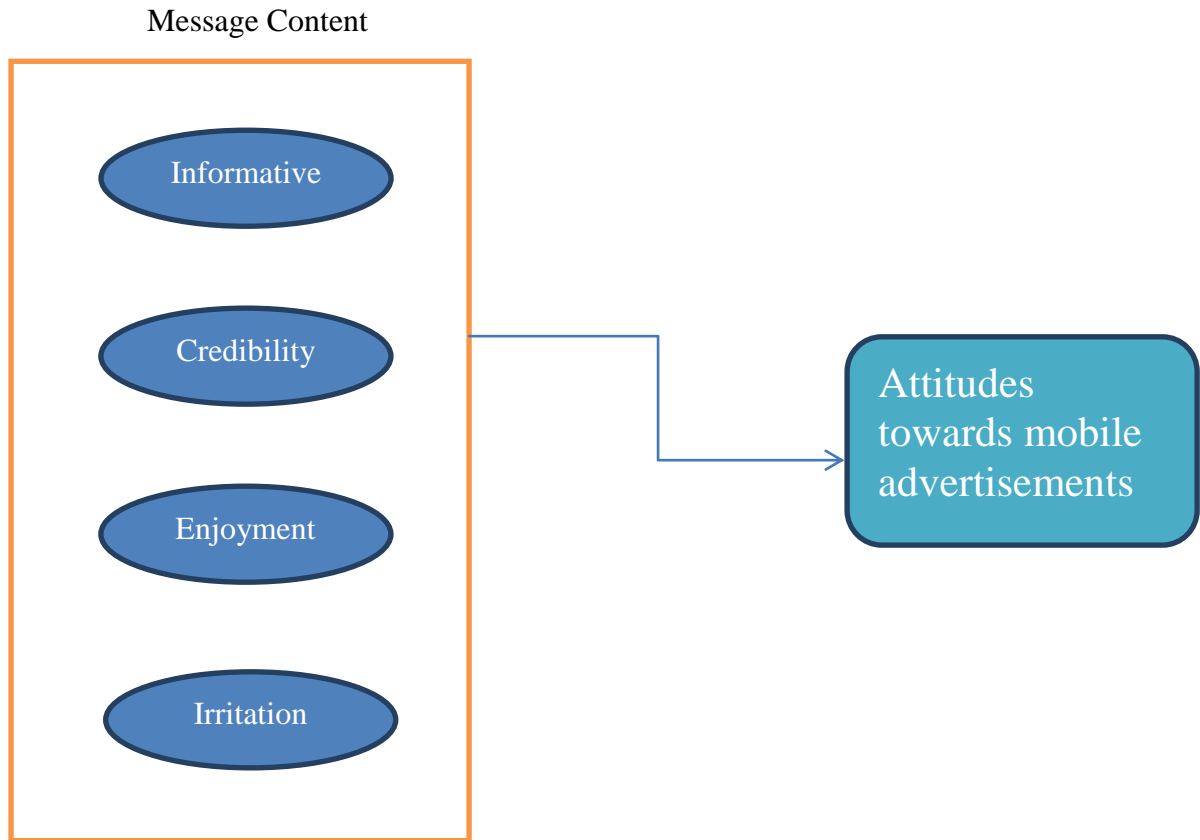 Message Content
Informative
Credibility
Enjoyment
Irritation
Attitudes
towards mobile
advertisements